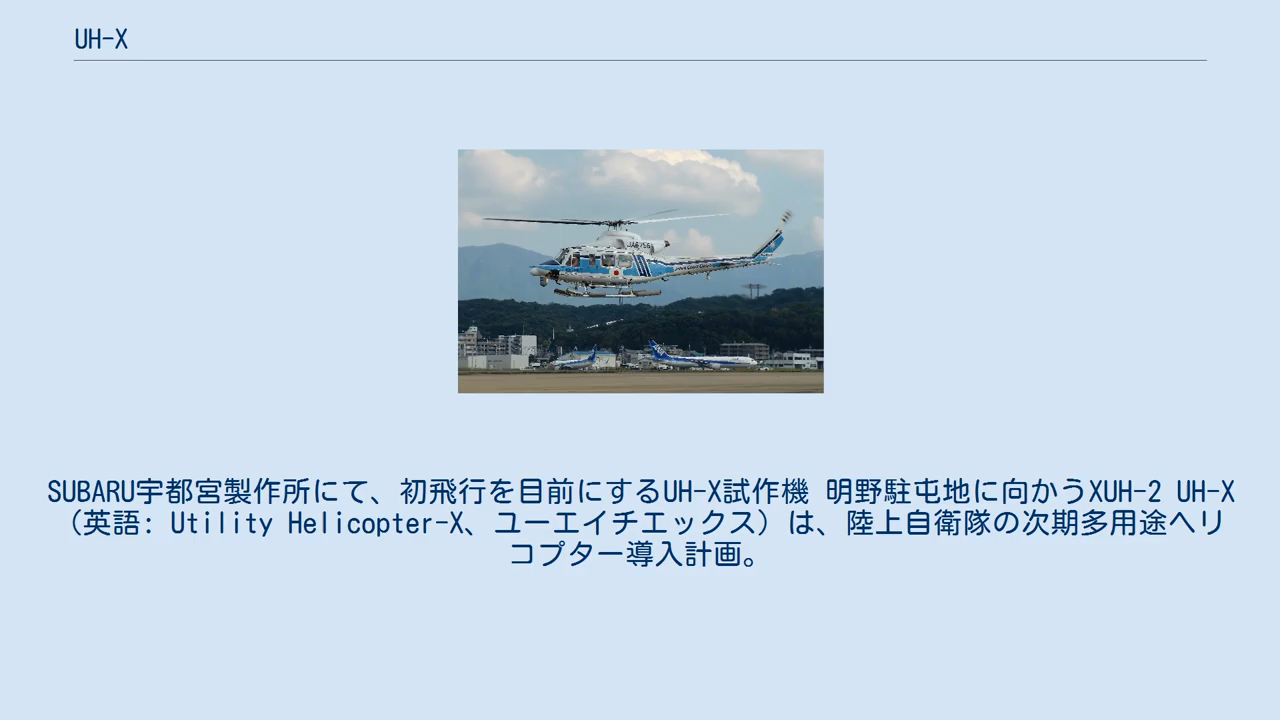 UH-X
SUBARU宇都宮製作所にて、初飛行を目前にするUH-X試作機 明野駐屯地に向かうXUH-2 UH-X
（英語: Utility Helicopter-X、ユーエイチエックス）は、陸上自衛隊の次期多用途ヘリ
コプター導入計画。